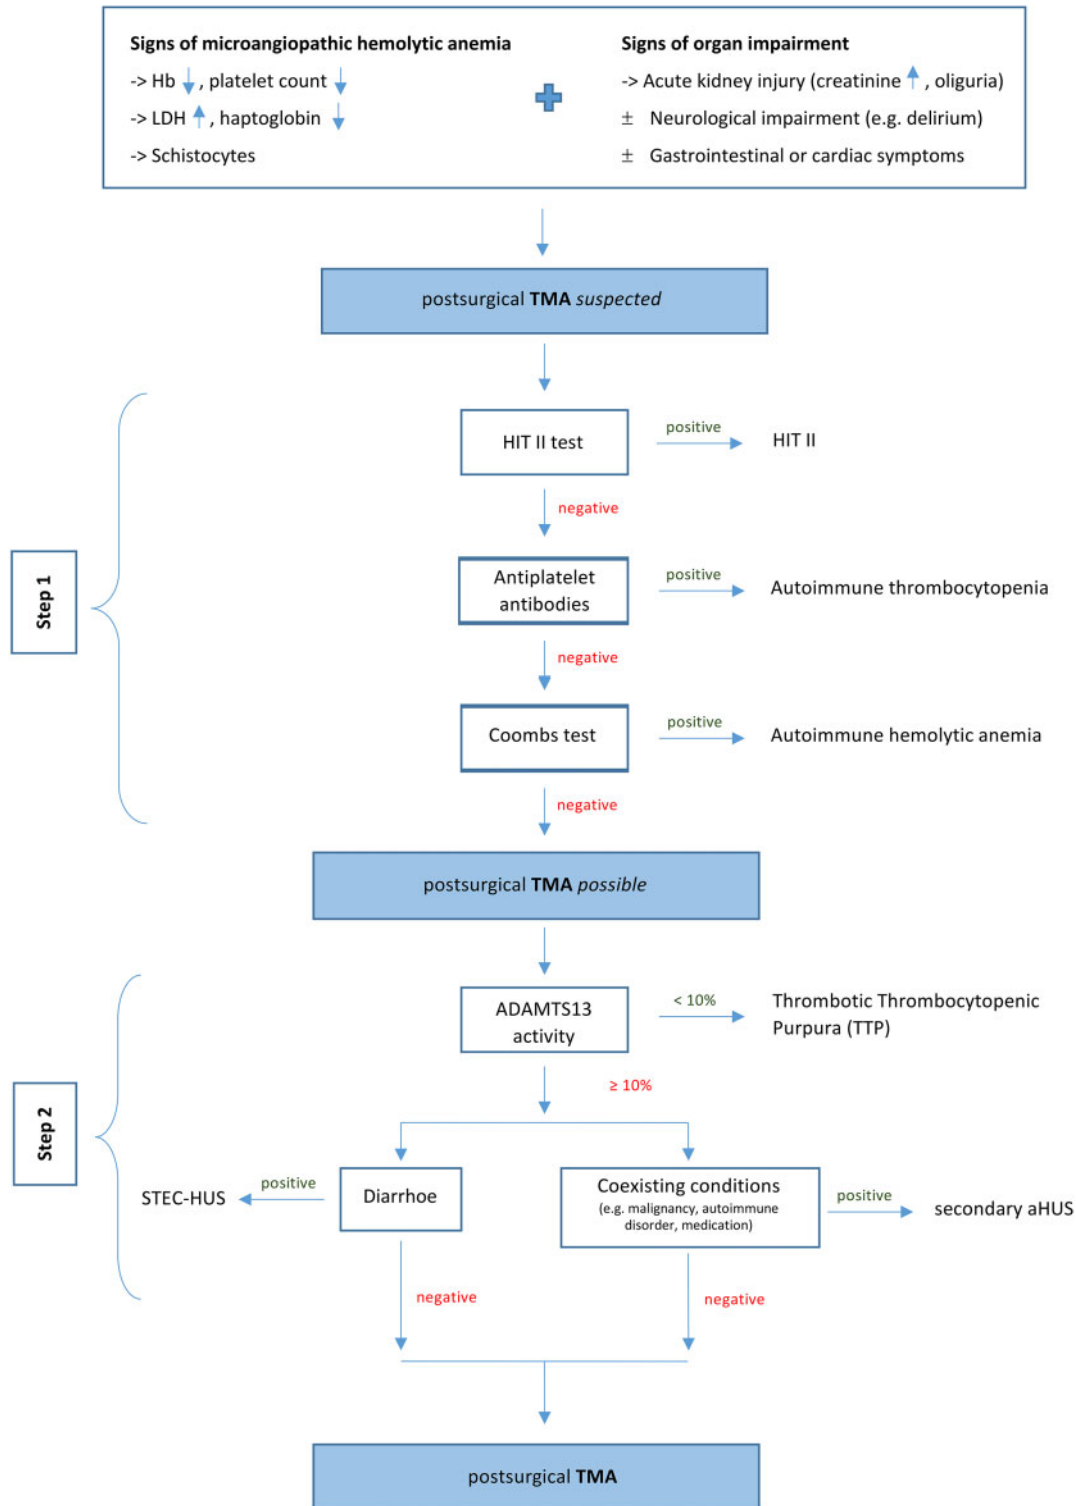 Signs of microangiopathic hemolytic anemia
-> Hb ↓, platelet count ↓
-> LDH ↑, haptoglobin ↓
-> Schistocytes
Signs of organ impairment
-> Acute kidney injury (creatinine ↑, oliguria)
± Neurological impairment (e.g. delirium)
± Gastrointestinal or cardiac symptoms
postsurgical TMA suspected
Step 1
HIT II test
positive
HIT II
negative
Antiplatelet
antibodies
positive
Autoimmune thrombocytopenia
negative
Coombs test
positive
Autoimmune hemolytic anemia
negative
postsurgical TMA possible
Step 2
ADAMTS13
activity
< 10%
Thrombotic Thrombocytopenic
Purpura (TTP)
≥ 10%
STEC-HUS
positive
Diarrhoe
Coexisting conditions
(e.g. malignancy, autoimmune
disorder, medication)
positive
secondary aHUS
negative
negative
postsurgical TMA